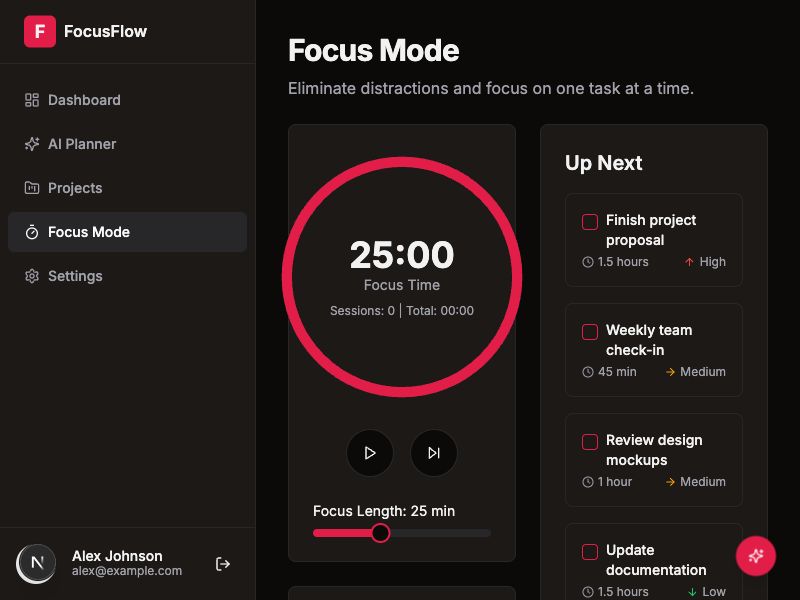 F FocusFlow
Dashboard
AI Planner
Projects
Focus Mode
Settings
N
Alex Johnson
alex@example.com
Focus Mode
Eliminate distractions and focus on one task at a time.
25:00
Focus Time
Sessions: 0 | Total: 00:00
Focus Length: 25 min
Up Next
Finish project
proposal
1.5 hours High
Weekly team
check-in
45 min Medium
Review design
mockups
1 hour Medium
Update
documentation
1.5 hours Low